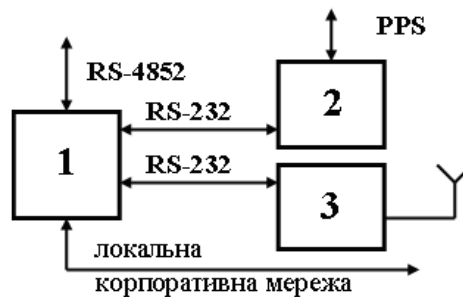 PPS
RS-4852
2
RS-232
1
RS-232
3
локальна
корпоративна мережа